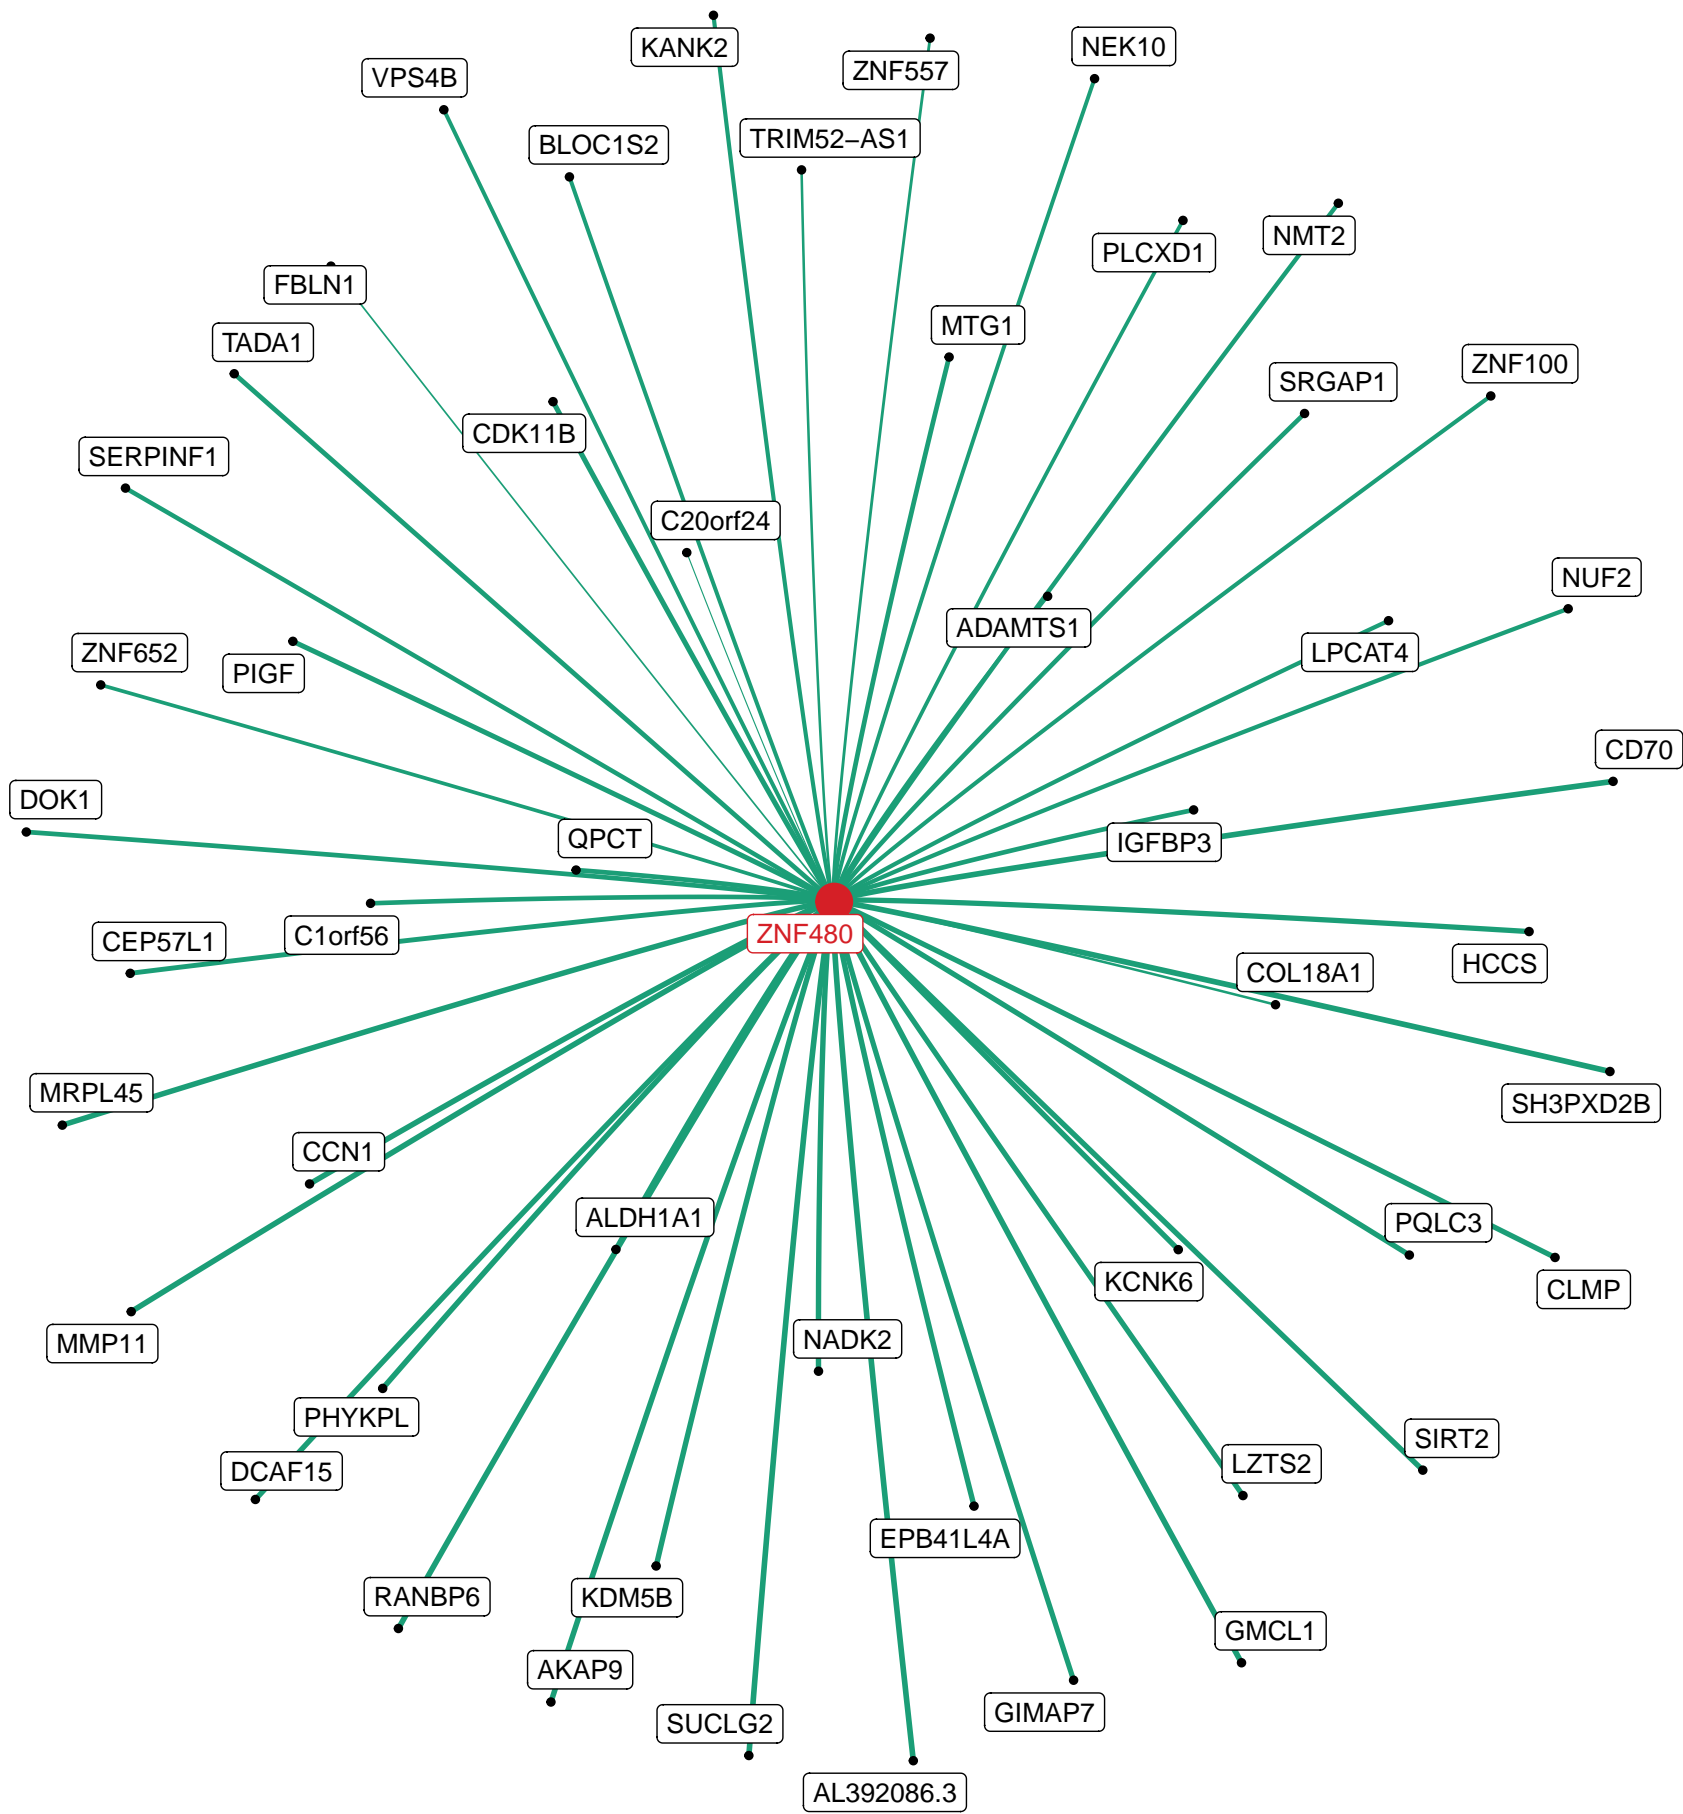 KANK2
NEK10
ZNF557
VPS4B
TRIM52−AS1
BLOC1S2
NMT2
PLCXD1
FBLN1
MTG1
TADA1
ZNF100
SRGAP1
CDK11B
SERPINF1
C20orf24
NUF2
ADAMTS1
ZNF652
LPCAT4
PIGF
CD70
DOK1
QPCT
IGFBP3
ZNF480
C1orf56
CEP57L1
HCCS
COL18A1
MRPL45
SH3PXD2B
CCN1
ALDH1A1
PQLC3
KCNK6
CLMP
NADK2
MMP11
PHYKPL
SIRT2
LZTS2
DCAF15
EPB41L4A
RANBP6
KDM5B
GMCL1
AKAP9
GIMAP7
SUCLG2
AL392086.3